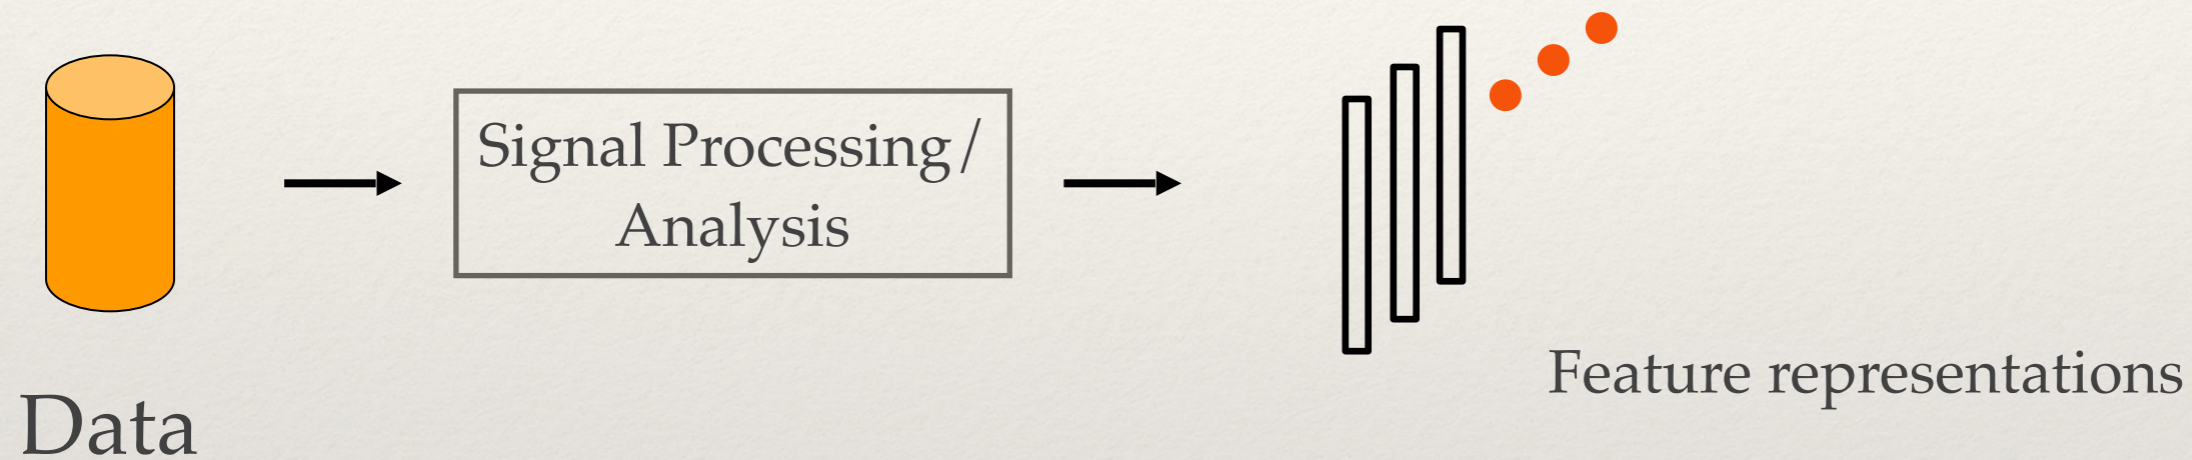 Signal Processing/
Analysis
Feature representations
Data